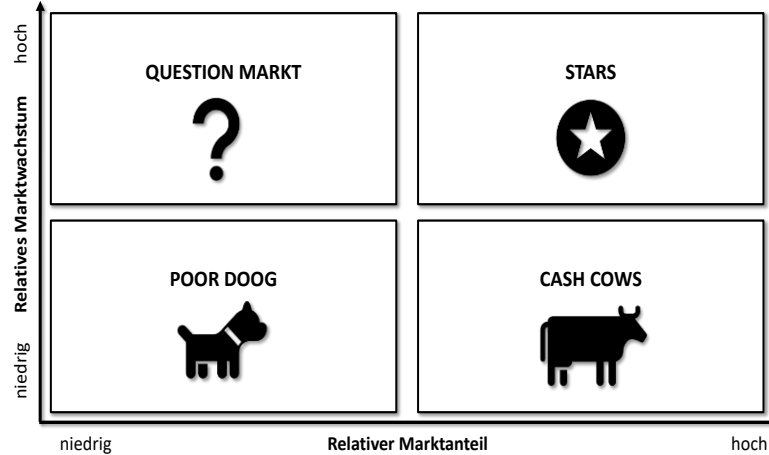 hoch
QUESTION MARKT
STARS
Relatives Marktwachstum
POOR DOOG
CASH COWS
niedrig
niedrig
Relativer Marktanteil
hoch